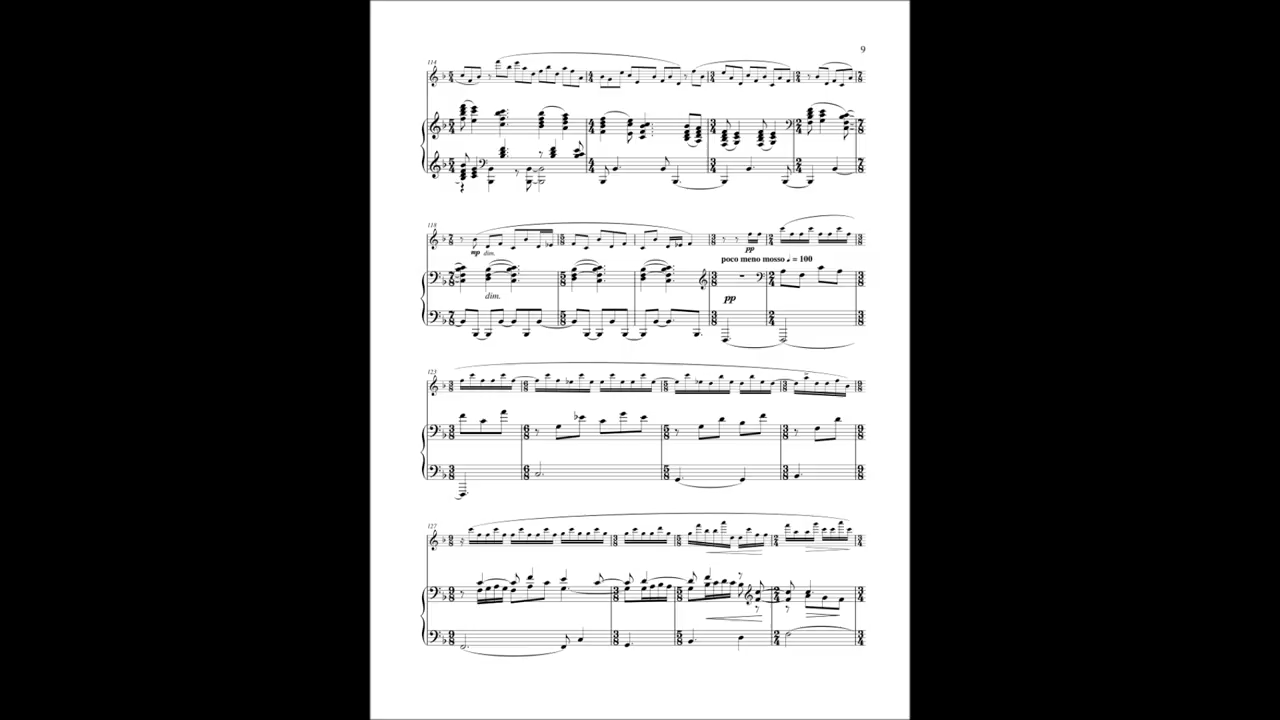 9
114
118
mp dim.
pp
poco meno mosso ♩ = 100
dim.
pp
123
127